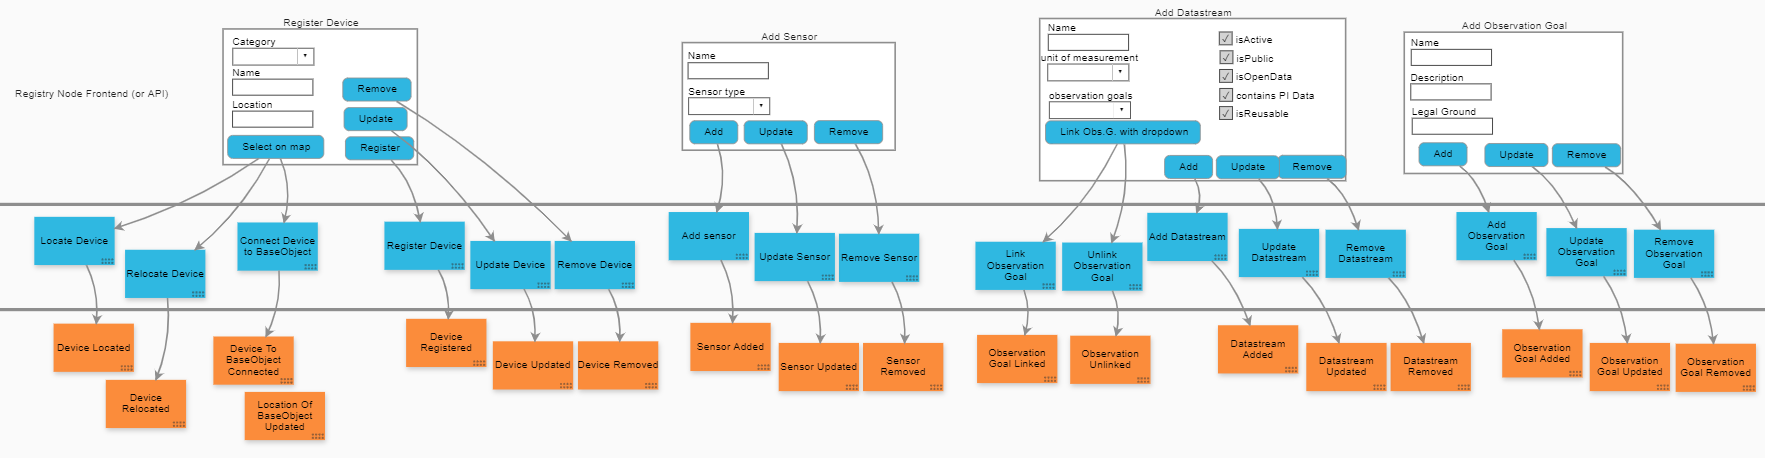 Registry Node Frontend (or API)
Register Device
Category
Name
Location
Remove
Update
Select on map
Register
Add Sensor
Name
Sensor type
Add
Update
Remove
Add Datastream
Name
unit of measurement
observation goals
Link Obs.G. with dropdown
isActive
isPublic
isOpenData
contains PI Data
isReusable
Add
Update
Remove
Add Observation Goal
Name
Description
Legal Ground
Add
Update
Remove
Locate Device
Relocate Device
Connect Device
to BaseObject
Register Device
Update Device
Remove Device
Add sensor
Update Sensor
Remove Sensor
Link
Observation
Goal
Unlink
Observation
Goal
Add Datastream
Update
Datastream
Remove
Datastream
Add
Observation
Goal
Update
Observation
Goal
Remove
Observation
Goal
Device Located
Device
Relocated
Device To
BaseObject
Connected
Location Of
BaseObject
Updated
Device
Registered
Device Updated
Device Removed
Sensor Added
Sensor Updated
Sensor
Removed
Observation
Goal Linked
Observation
Unlinked
Datastream
Added
Datastream
Updated
Datastream
Removed
Observation
Goal Added
Observation
Goal Updated
Observation
Goal Removed